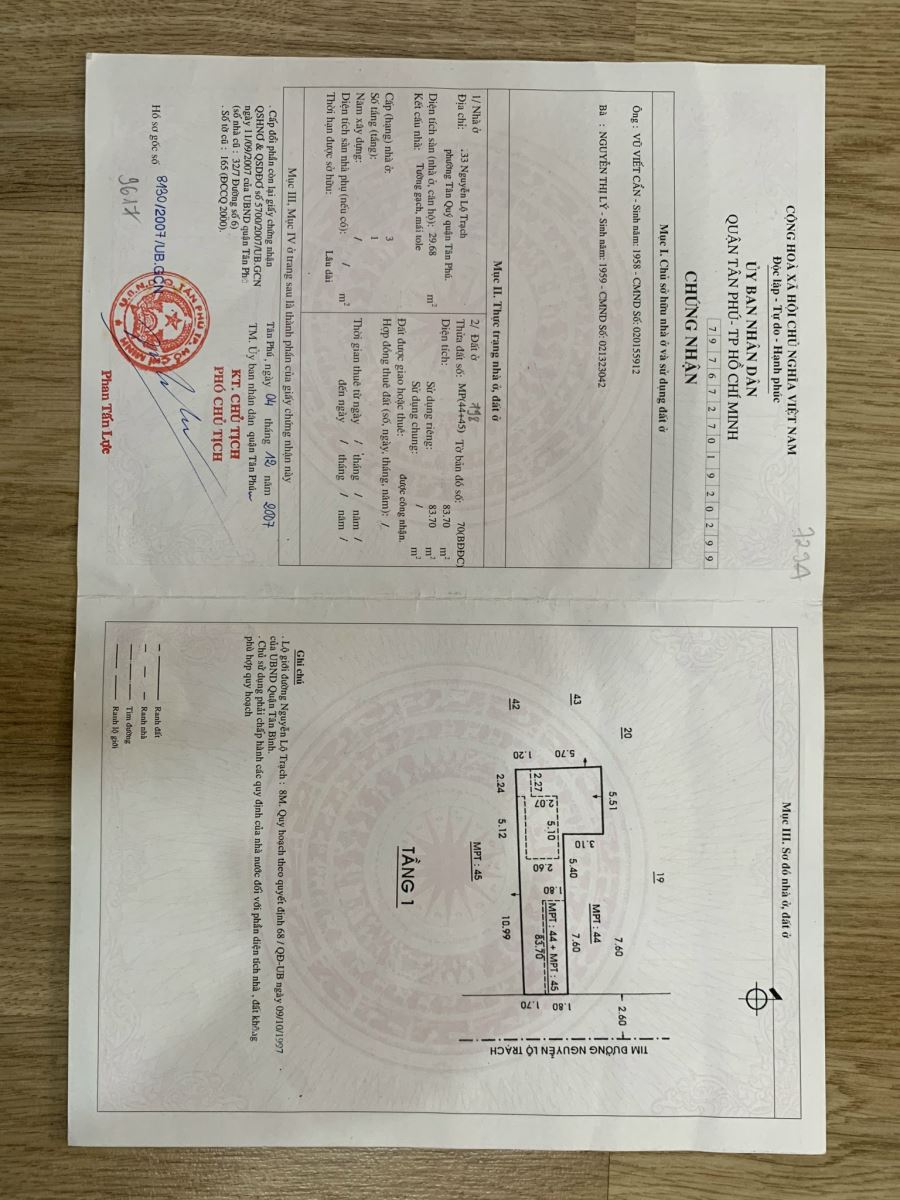 729A
CỘNG HOÀ XÃ HỘI CHỦ NGHĨA VIỆT NAM
Độc lập - Tự do - Hạnh phúc
ỦY BAN NHÂN DÂN
QUẬN TÂN PHÚ - TP HỒ CHÍ MINH
7 9 7 6 7 2 7 0 1 9 2 0 2 9 9
CHỨNG NHẬN
Mục I. Chủ sở hữu nhà ở và sử dụng đất ở
Ông : VŨ VIẾT CẨN - Sinh năm: 1958 - CMND Số: 020155912
Bà : NGUYỄN THỊ LÝ - Sinh năm: 1959 - CMND Số: 021323042
Mục II. Thực trạng nhà ở, đất ở
1/ Nhà ở
Địa chỉ: .33 Nguyễn Lộ Trạch
phường Tân Quý quận Tân Phú.
Diện tích sàn (nhà ở, căn hộ): 29.68 m²
Kết cấu nhà: Tường gạch, mái tole
Cấp (hạng) nhà ở: 3
Số tầng (tầng): 1
Năm xây dựng: /
Diện tích sàn nhà phụ (nếu có): / m²
Thời hạn được sở hữu: Lâu dài
2/ Đất ở
798
Thửa đất số: MP(44+45) Tờ bản đồ số: 70(BĐĐC)
Diện tích: 83.70 m²
Sử dụng riêng: 83.70 m²
Sử dụng chung: / m²
Đất được giao hoặc thuê: được công nhận.
Hợp đồng thuê đất (số, ngày, tháng, năm): /.
Thời gian thuê từ ngày / tháng / năm /
đến ngày / tháng / năm /
Mục III, Mục IV ở trang sau là thành phần của giấy chứng nhận này
. Cấp đổi phần còn lại giấy chứng nhận
QSHNƠ & QSDĐƠ số 5700/2007/UB.GCN
ngày 11/09/2007 của UBND quận Tân Phú
(số nhà cũ : 32/7 Đường số 6)
. Số tờ cũ : 165 (ĐCCQ 2000).
Tân Phú, ngày 04 tháng 12 năm 2007
TM. Ủy ban nhân dân quận Tân Phú
KT. CHỦ TỊCH
PHÓ CHỦ TỊCH
Hồ sơ gốc số 8130/2007/UB.GCN
9617
Phan Tấn Lực
Mục III. Sơ đồ nhà ở, đất ở
20
19
43
42
7.60
2.60
5.51
MPT : 44
5.70
3.10
5.40
7.60
1.80
1.20
2.27
2.07
5.10
2.60
1.80
MPT : 44 + MPT : 45
83.70
1.70
2.24
5.12
10.99
MPT : 45
TIM ĐƯỜNG NGUYỄN LỘ TRẠCH
TẦNG 1
Ghi chú
. Lộ giới đường Nguyễn Lộ Trạch : 8M. Quy hoạch theo quyết định 68 / QĐ-UB ngày 09/10/1997
của UBND Quận Tân Bình.
. Chủ sử dụng phải chấp hành các quy định của nhà nước đối với phần diện tích nhà , đất không
phù hợp quy hoạch
Ranh đất
Ranh nhà
Tim đường
Ranh lộ giới